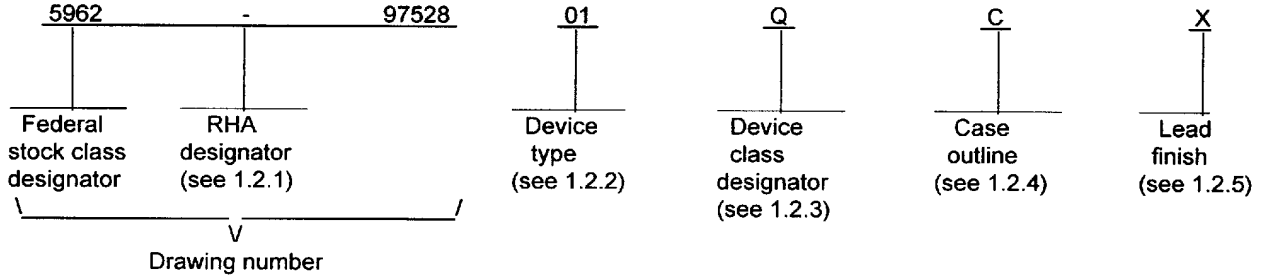 5962 - 97528 01 Q C X
Federal stock class designator
RHA designator (see 1.2.1)
Device type (see 1.2.2)
Device class designator (see 1.2.3)
Case outline (see 1.2.4)
Lead finish (see 1.2.5)
Drawing number